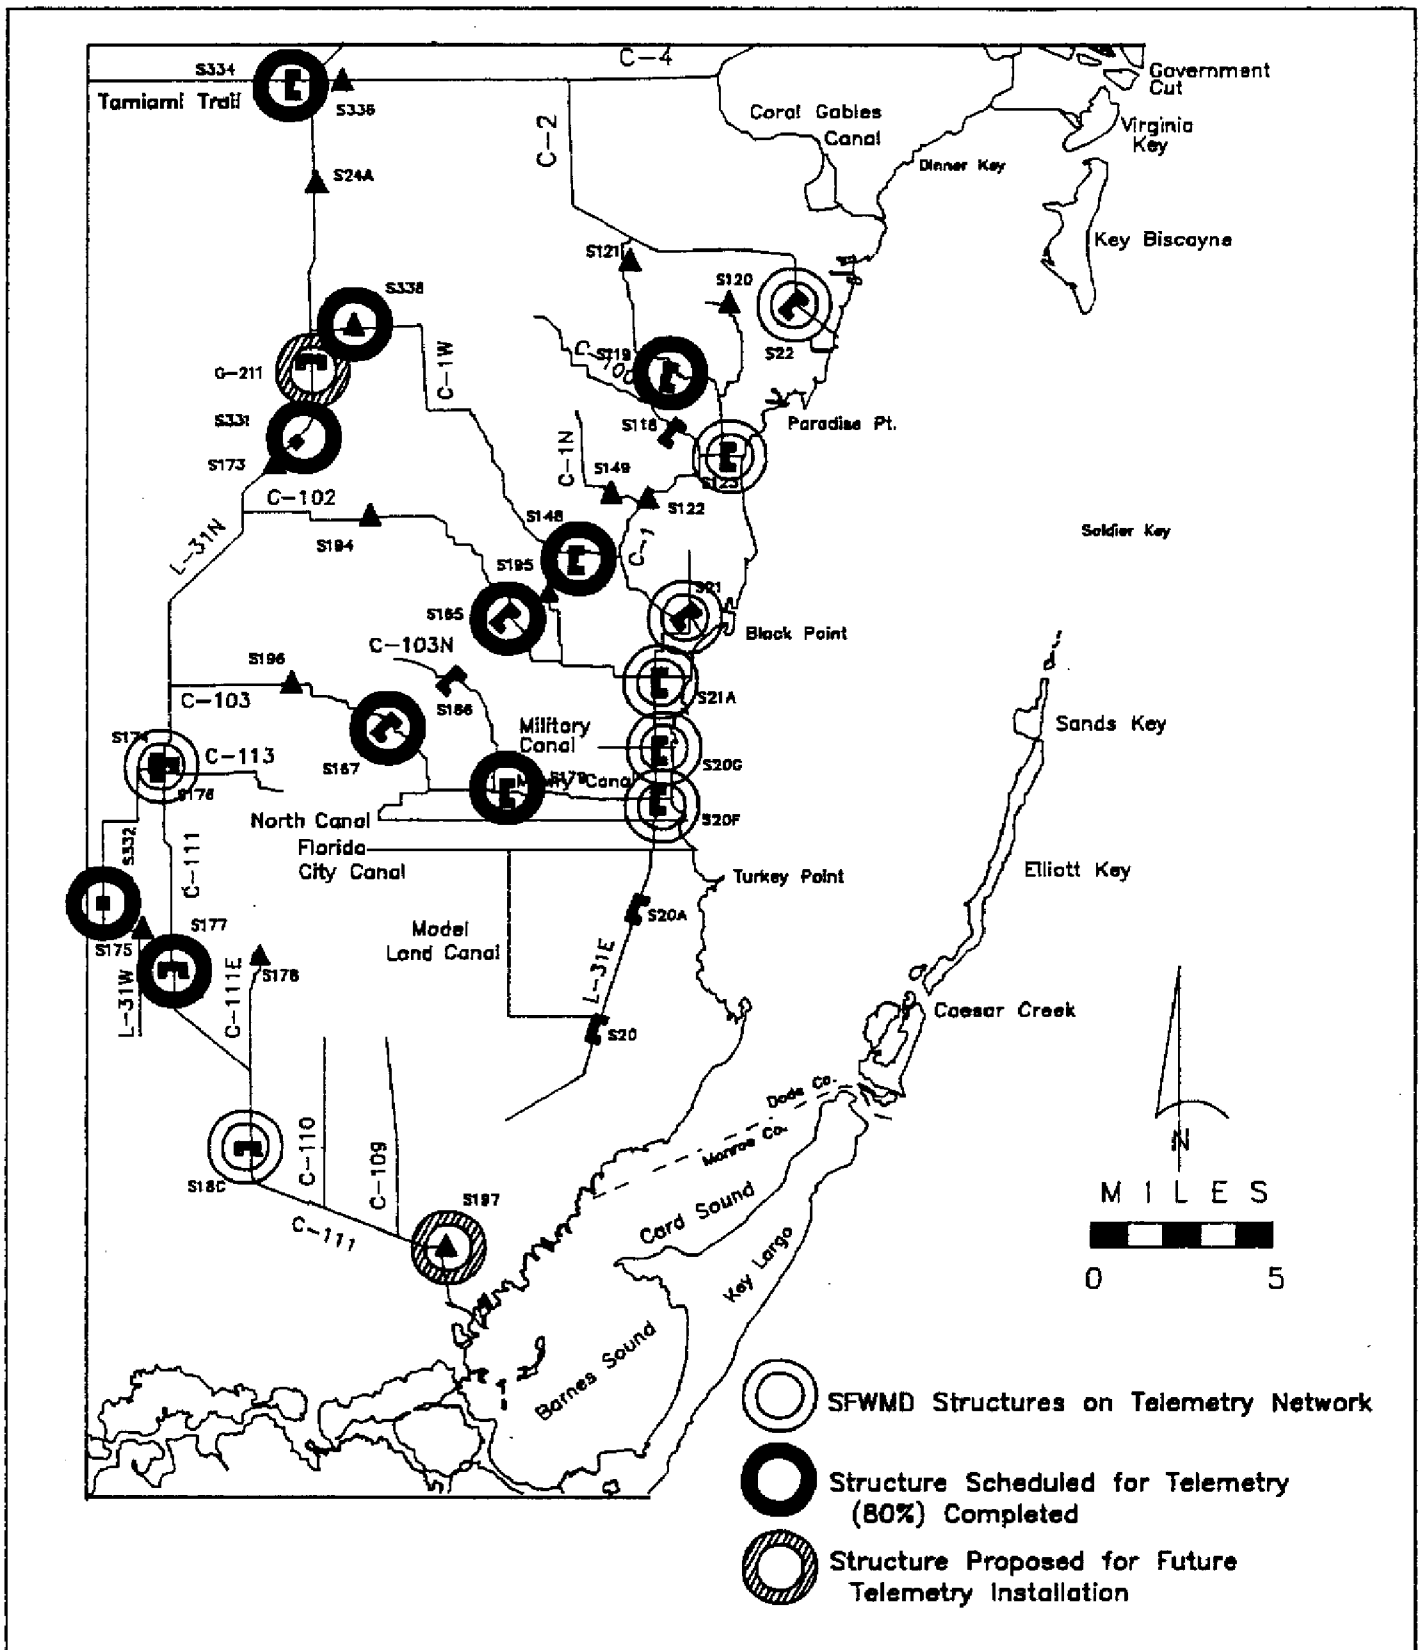 S334
C-4
Tamiami Trail
S336
Government
Cut
Coral Gables
Canal
Virginia
Key
C-2
Dinner Key
S24A
Key Biscayne
S121
S120
S338
S22
C-1W
S119
C-100
G-211
S331
S118
Paradise Pt.
S173
C-1N
S149
S123
C-102
S122
S148
Soldier Key
S194
L-31N
C-1
S195
S165
S21
Black Point
C-103N
S196
C-103
S166
S21A
Military
Canal
Sands Key
S174
C-113
S167
S20G
S179
Mowry Canal
S176
North Canal
S20F
S332
Florida
City Canal
C-111
Turkey Point
Elliott Key
S177
S175
Model
Land Canal
S20A
S178
L-31E
L-31W
C-111E
Caesar Creek
S20
Dade Co.
Monroe Co.
C-110
C-109
N
S18C
S197
C-111
Card Sound
Key Largo
MILES
0 5
Barnes Sound
SFWMD Structures on Telemetry Network
Structure Scheduled for Telemetry
(80%) Completed
Structure Proposed for Future
Telemetry Installation